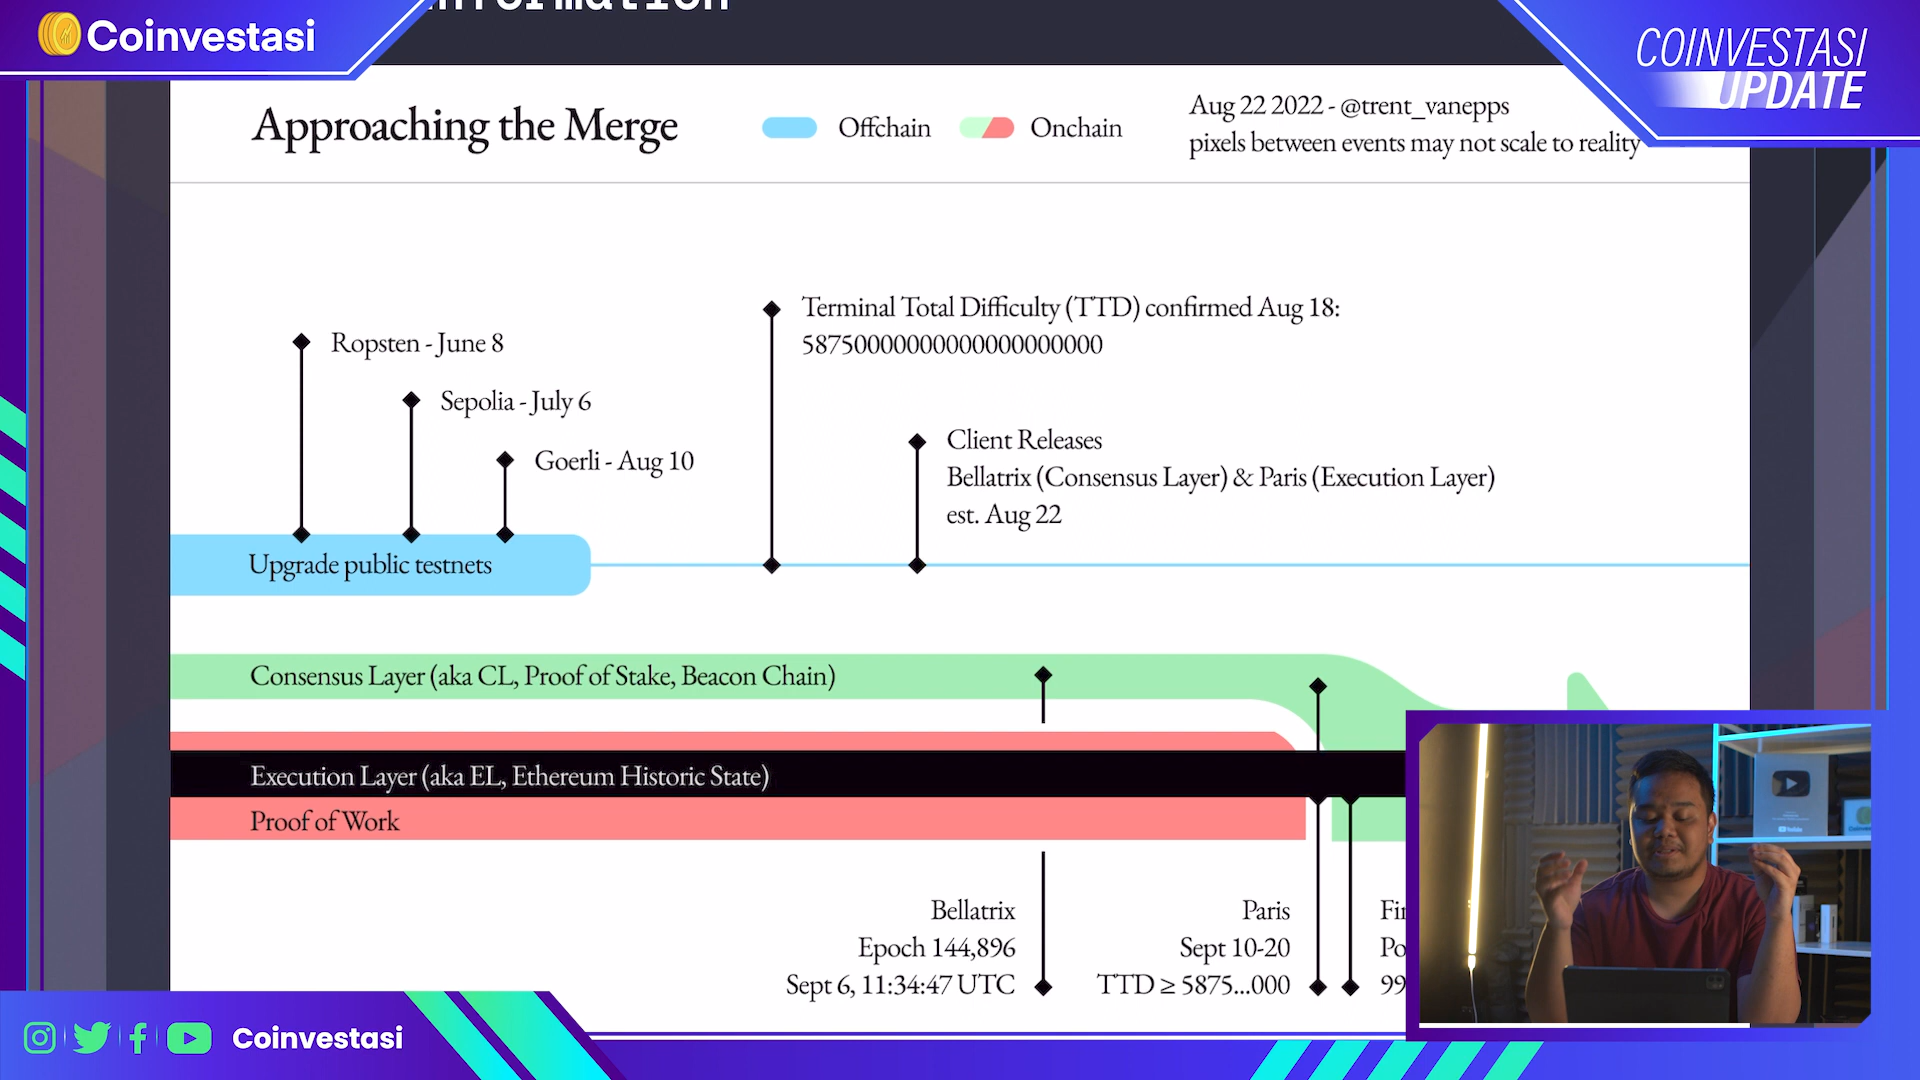 Coinvestasi
COINVESTASI
UPDATE
Approaching the Merge
Offchain
Onchain
Aug 22 2022 - @trent_vanepps
pixels between events may not scale to reality
Ropsten - June 8
Sepolia - July 6
Goerli - Aug 10
Terminal Total Difficulty (TTD) confirmed Aug 18:
58750000000000000000000
Client Releases
Bellatrix (Consensus Layer) & Paris (Execution Layer)
est. Aug 22
Upgrade public testnets
Consensus Layer (aka CL, Proof of Stake, Beacon Chain)
Execution Layer (aka EL, Ethereum Historic State)
Proof of Work
Bellatrix
Epoch 144,896
Sept 6, 11:34:47 UTC
Paris
Sept 10-20
TTD ≥ 5875...000
Coinvestasi